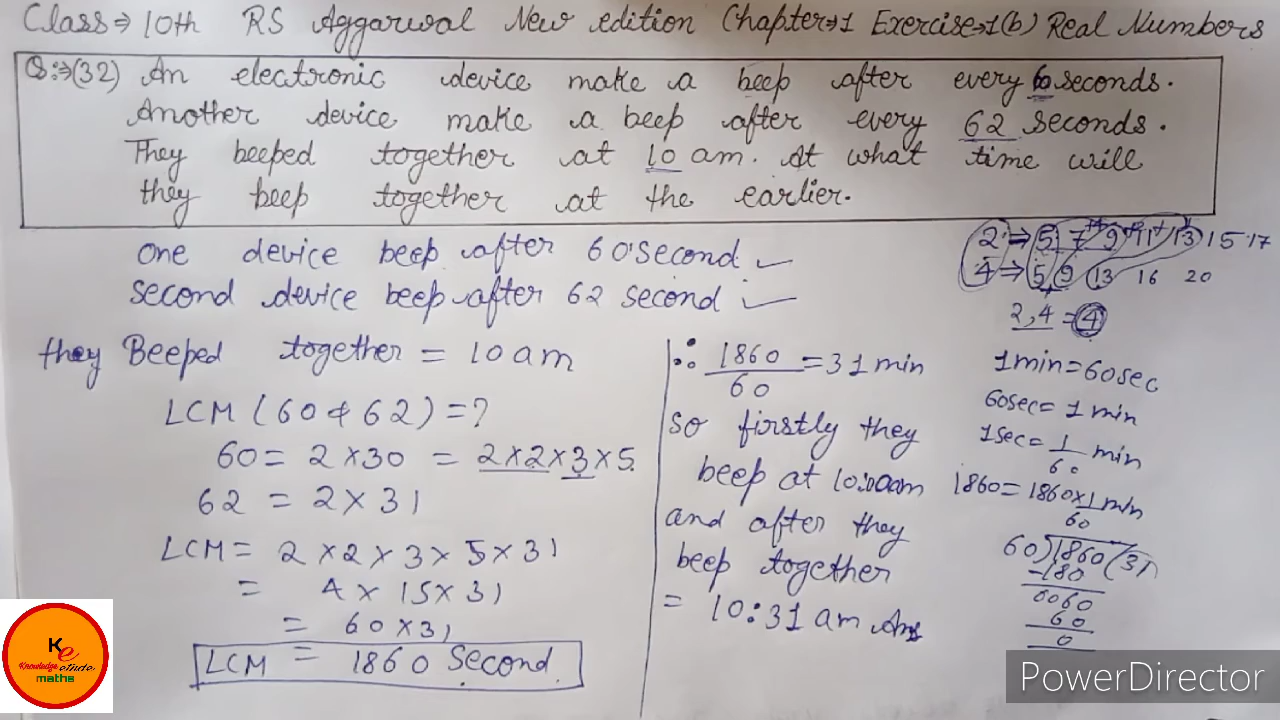 Class⇒ 10th RS Aggarwal New edition Chapter→1 Exercise→1(b) Real Numbers
Q:⇒(32) An electronic device make a beep after every 60 seconds.
Another device make a beep after every 62 seconds.
They beeped together at 10 am. At what time will
they beep together at the earlier.
One device beep after 60 second ✓
Second device beep after 62 second ✓
they Beeped together = 10 am
LCM (60 & 62) = ?
60 = 2×30 = 2×2×3×5
62 = 2×31
LCM = 2×2×3×5×31
= 4×15×31
= 60×31
LCM = 1860 Second
∴ 1860/60 = 31 min
so firstly they
beep at 10:00am
and after they
beep together
= 10:31 am Ans
2 ⇒ 5 7 9 11 13 15 17
4 ⇒ 5 9 13 16 20
2, 4 = 4
1min = 60sec
60sec = 1 min
1sec = 1/60 min
1860 = 1860×1/60 min
60)1860(31
-180
0060
60
0
Ke
Knowledge
etude
maths
PowerDirector